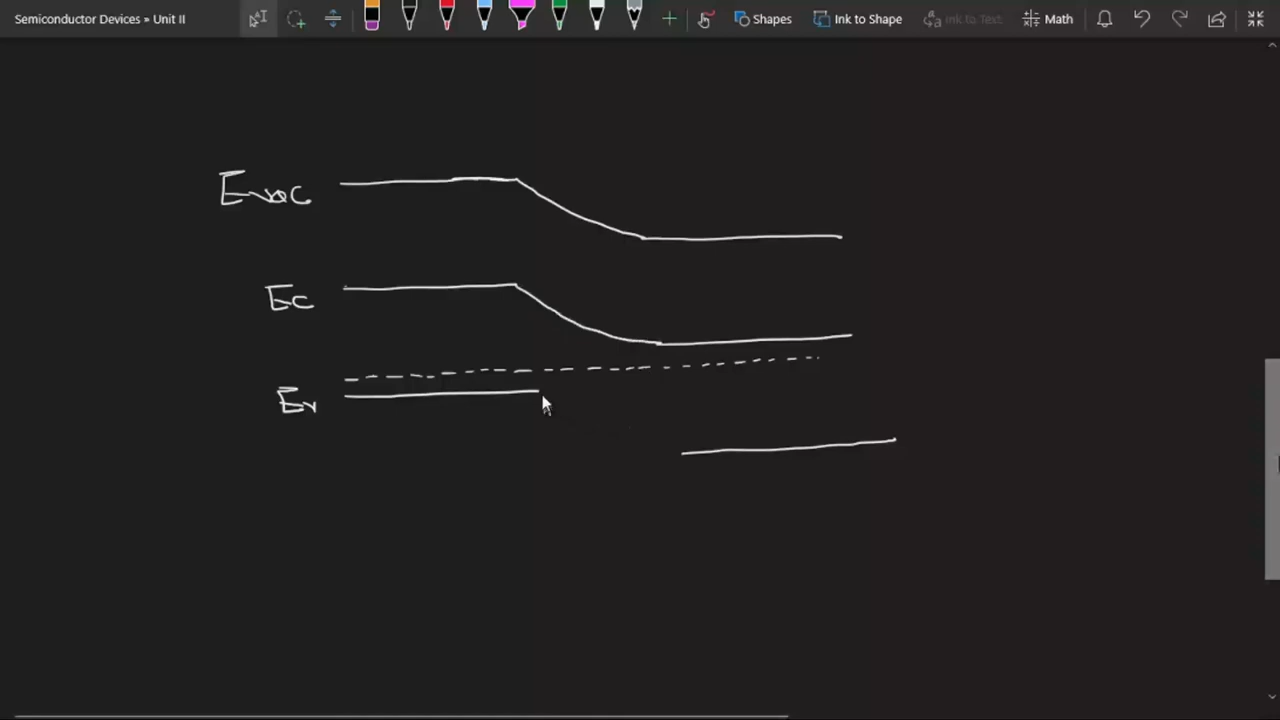 Semiconductor Devices » Unit II
Shapes
Ink to Shape
Ink to Text
Math
Evac
Ec
Ev